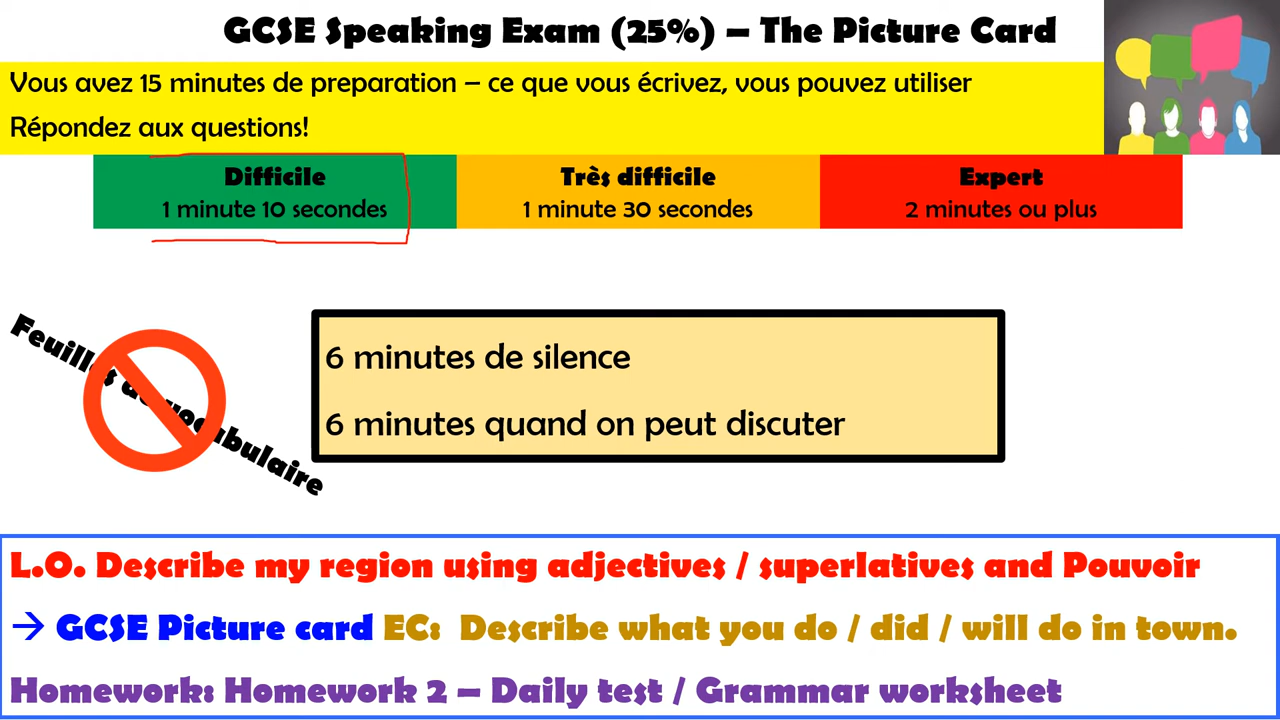 GCSE Speaking Exam (25%) – The Picture Card
Vous avez 15 minutes de preparation – ce que vous écrivez, vous pouvez utiliser
Répondez aux questions!
Difficile
1 minute 10 secondes
Très difficile
1 minute 30 secondes
Expert
2 minutes ou plus
Feuilles de vocabulaire
6 minutes de silence
6 minutes quand on peut discuter
L.O. Describe my region using adjectives / superlatives and Pouvoir
→ GCSE Picture card EC: Describe what you do / did / will do in town.
Homework: Homework 2 – Daily test / Grammar worksheet